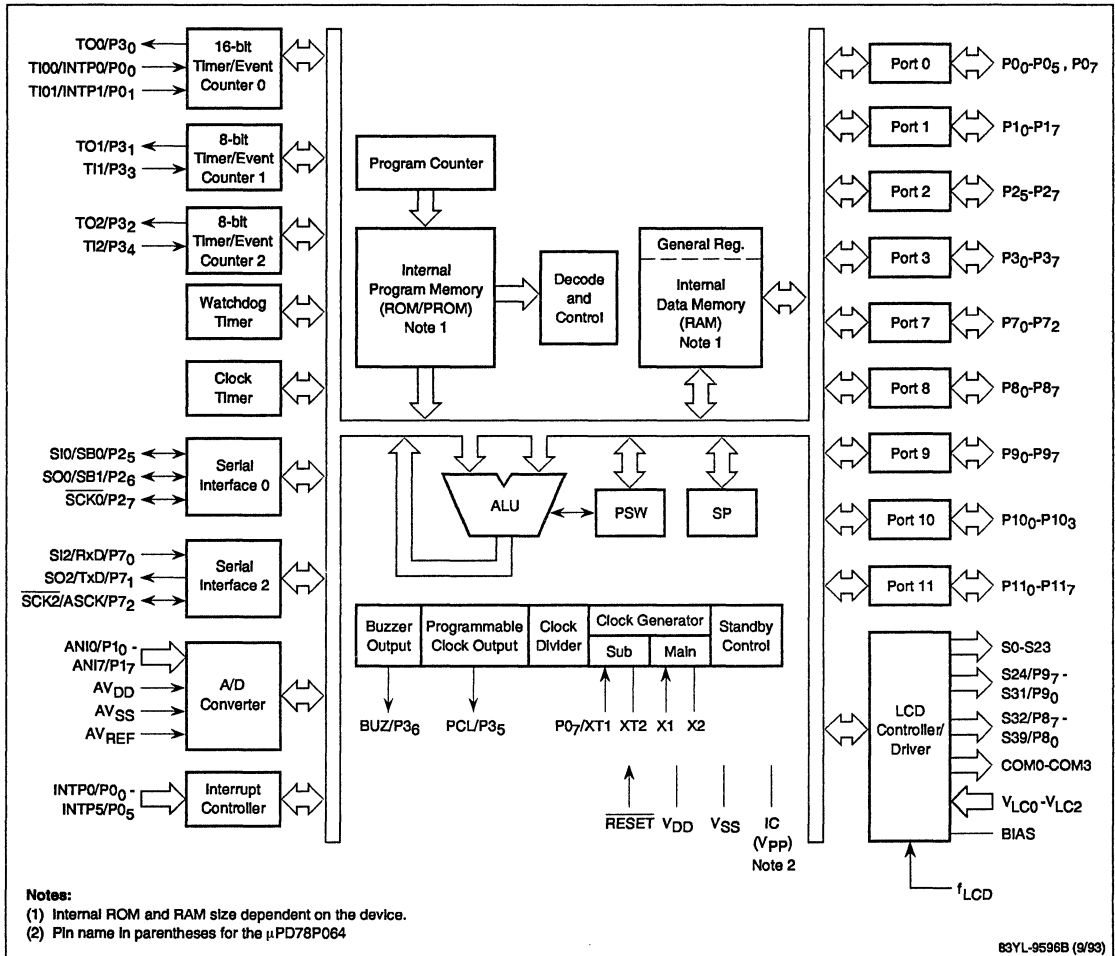 TO0/P3₀
TI00/INTP0/P0₀
TI01/INTP1/P0₁
16-bit
Timer/Event
Counter 0
TO1/P3₁
TI1/P3₃
8-bit
Timer/Event
Counter 1
TO2/P3₂
TI2/P3₄
8-bit
Timer/Event
Counter 2
Watchdog
Timer
Clock
Timer
SI0/SB0/P2₅
SO0/SB1/P2₆
SCK0/P2₇
Serial
Interface 0
SI2/RxD/P7₀
SO2/TxD/P7₁
SCK2/ASCK/P7₂
Serial
Interface 2
ANI0/P1₀ -
ANI7/P1₇
AVDD
AVSS
AVREF
A/D
Converter
INTP0/P0₀ -
INTP5/P0₅
Interrupt
Controller
Program Counter
Internal
Program Memory
(ROM/PROM)
Note 1
Decode
and
Control
General Reg.
Internal
Data Memory
(RAM)
Note 1
ALU
PSW
SP
Buzzer
Output
Programmable
Clock Output
Clock
Divider
Clock Generator
Sub
Main
Standby
Control
BUZ/P3₆
PCL/P3₅
P0₇/XT1
XT2
X1
X2
RESET
VDD
VSS
IC
(VPP)
Note 2
Port 0
P0₀-P0₅ , P0₇
Port 1
P1₀-P1₇
Port 2
P2₅-P2₇
Port 3
P3₀-P3₇
Port 7
P7₀-P7₂
Port 8
P8₀-P8₇
Port 9
P9₀-P9₇
Port 10
P10₀-P10₃
Port 11
P11₀-P11₇
LCD
Controller/
Driver
S0-S23
S24/P9₇ -
S31/P9₀
S32/P8₇ -
S39/P8₀
COM0-COM3
VLC0-VLC2
BIAS
fLCD
Notes:
(1) Internal ROM and RAM size dependent on the device.
(2) Pin name in parentheses for the µPD78P064
83YL-9596B (9/93)